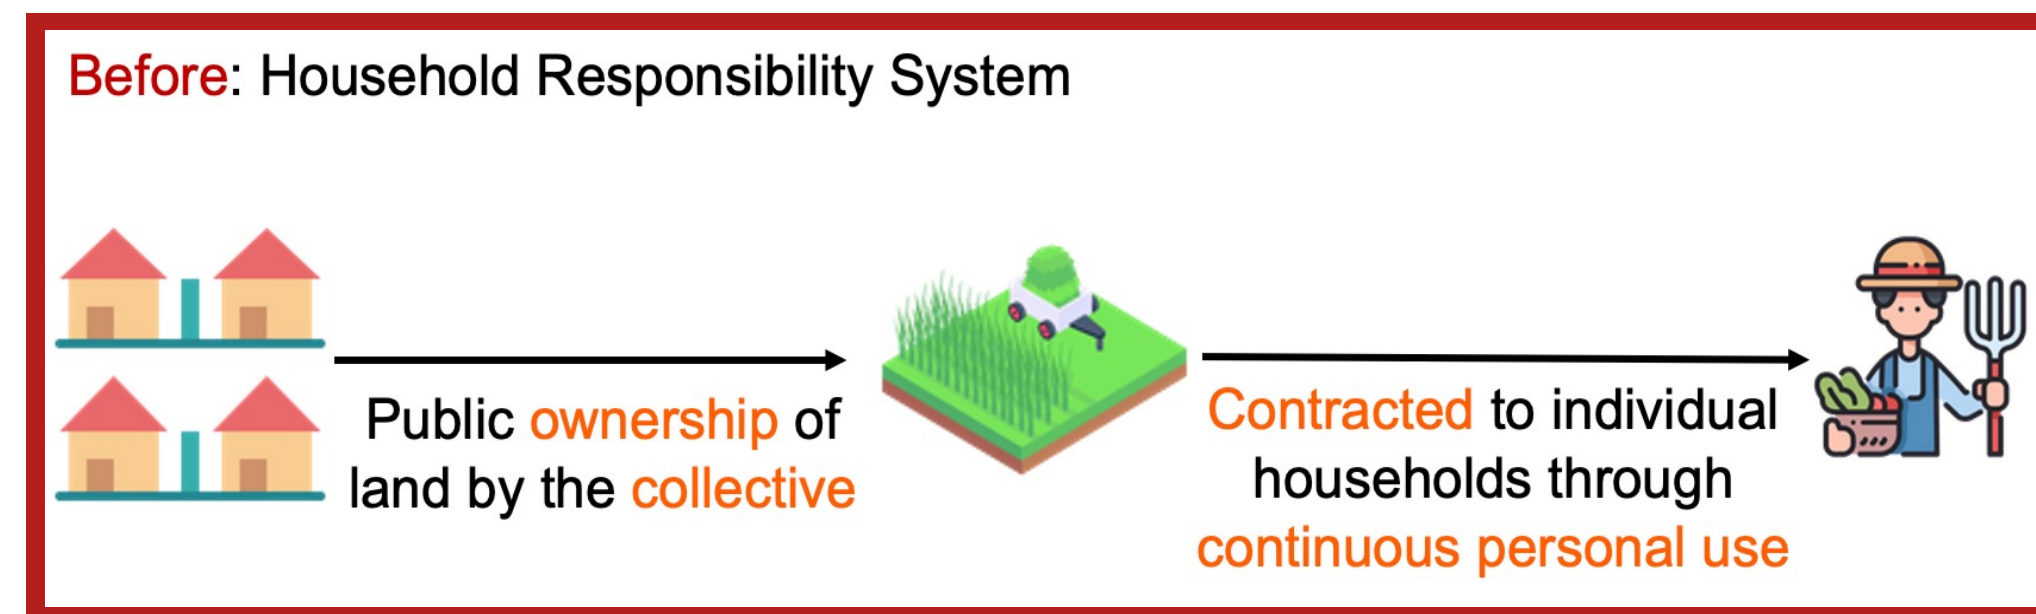 Before: Household Responsibility System
Public ownership of
land by the collective
Contracted to individual
households through
continuous personal use